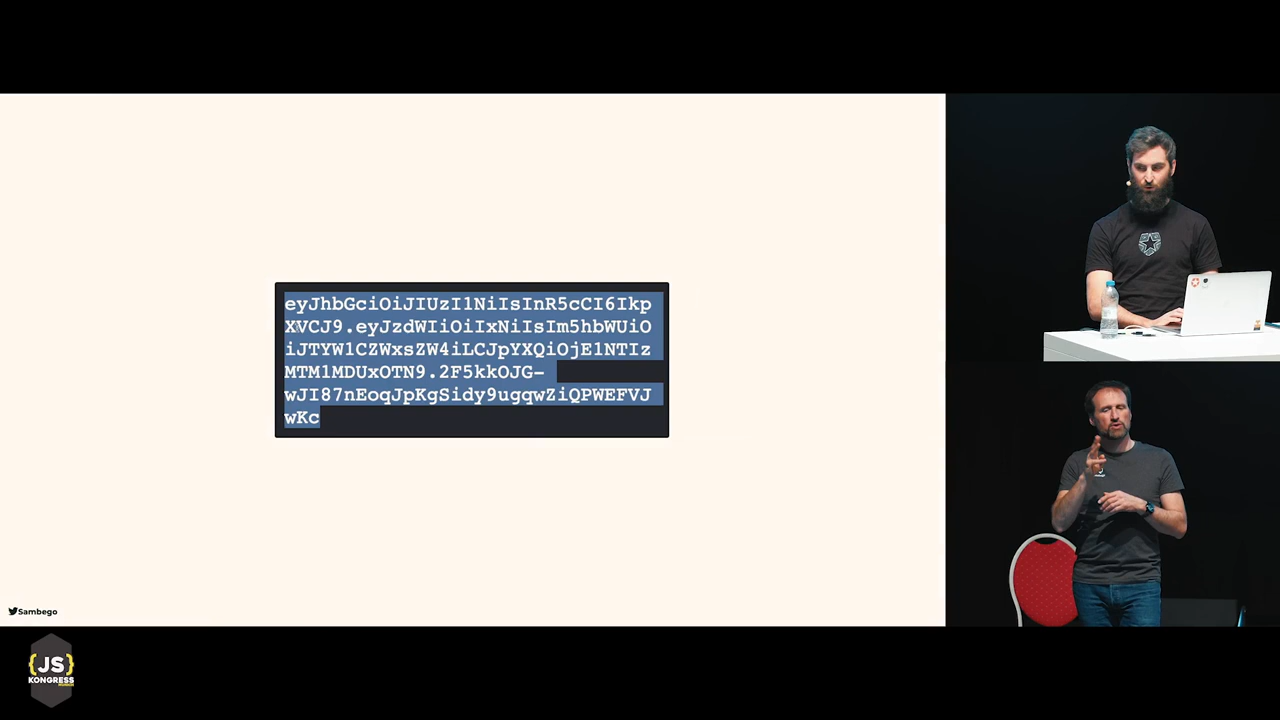 eyJhbGciOiJIUzI1NiIsInR5cCI6Ikp
XVCJ9.eyJzdWIiOiIxNiIsIm5hbWUiO
iJTYW1CZWxsZW4iLCJpYXQiOjE1NTIz
MTM1MDUxOTN9.2F5kkOJG-
wJI87nEoqJpKgSidy9ugqwZiQPWEFVJ
wKc
Sambego
{JS}
KONGRESS